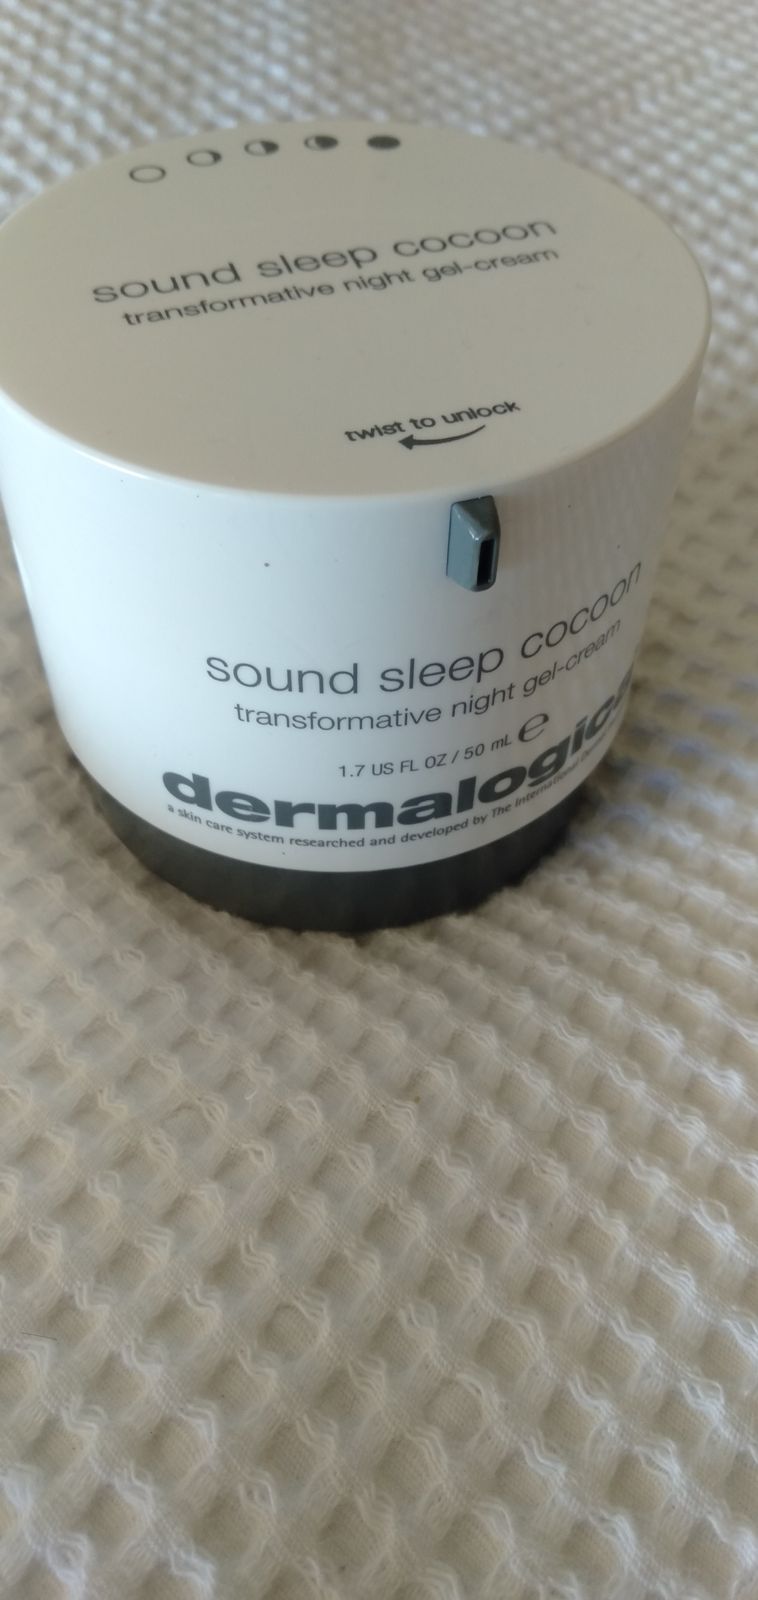 sound sleep cocoon
transformative night gel-cream
twist to unlock
sound sleep cocoon
transformative night gel-cream
1.7 US FL OZ / 50 mL ℮
dermalogica
a skin care system researched and developed by The International